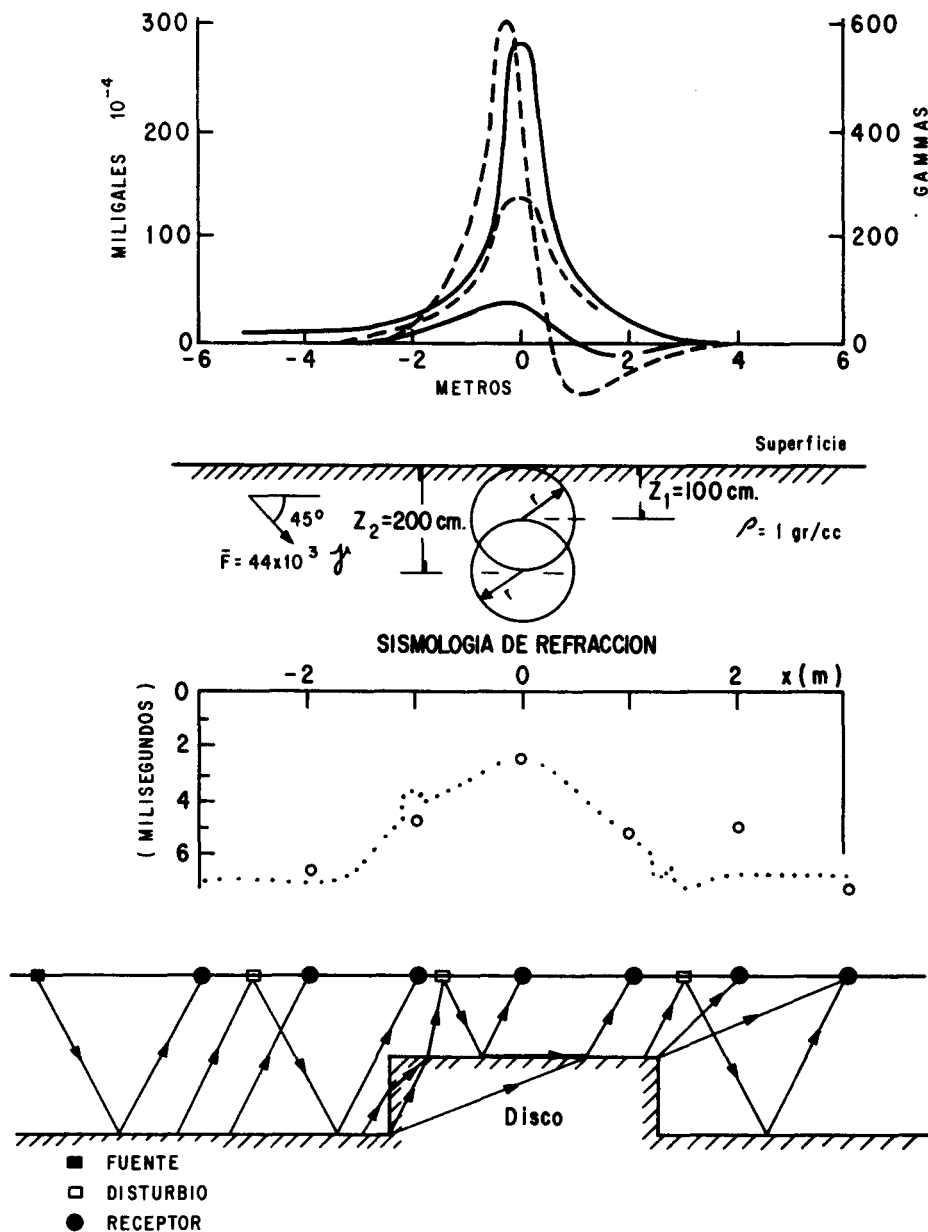 MILIGALES 10⁻⁴
300
200
100
0
600
400
200
0
GAMMAS
-6 -4 -2 0 2 4 6
METROS
Superficie
45° F̄ = 44x10³ γ
Z₂=200 cm.
r
r
Z₁=100 cm.
ρ = 1 gr/cc
SISMOLOGIA DE REFRACCION
-2 0 2 x (m)
(MILISEGUNDOS)
0
2
4
6
Disco
FUENTE
DISTURBIO
RECEPTOR